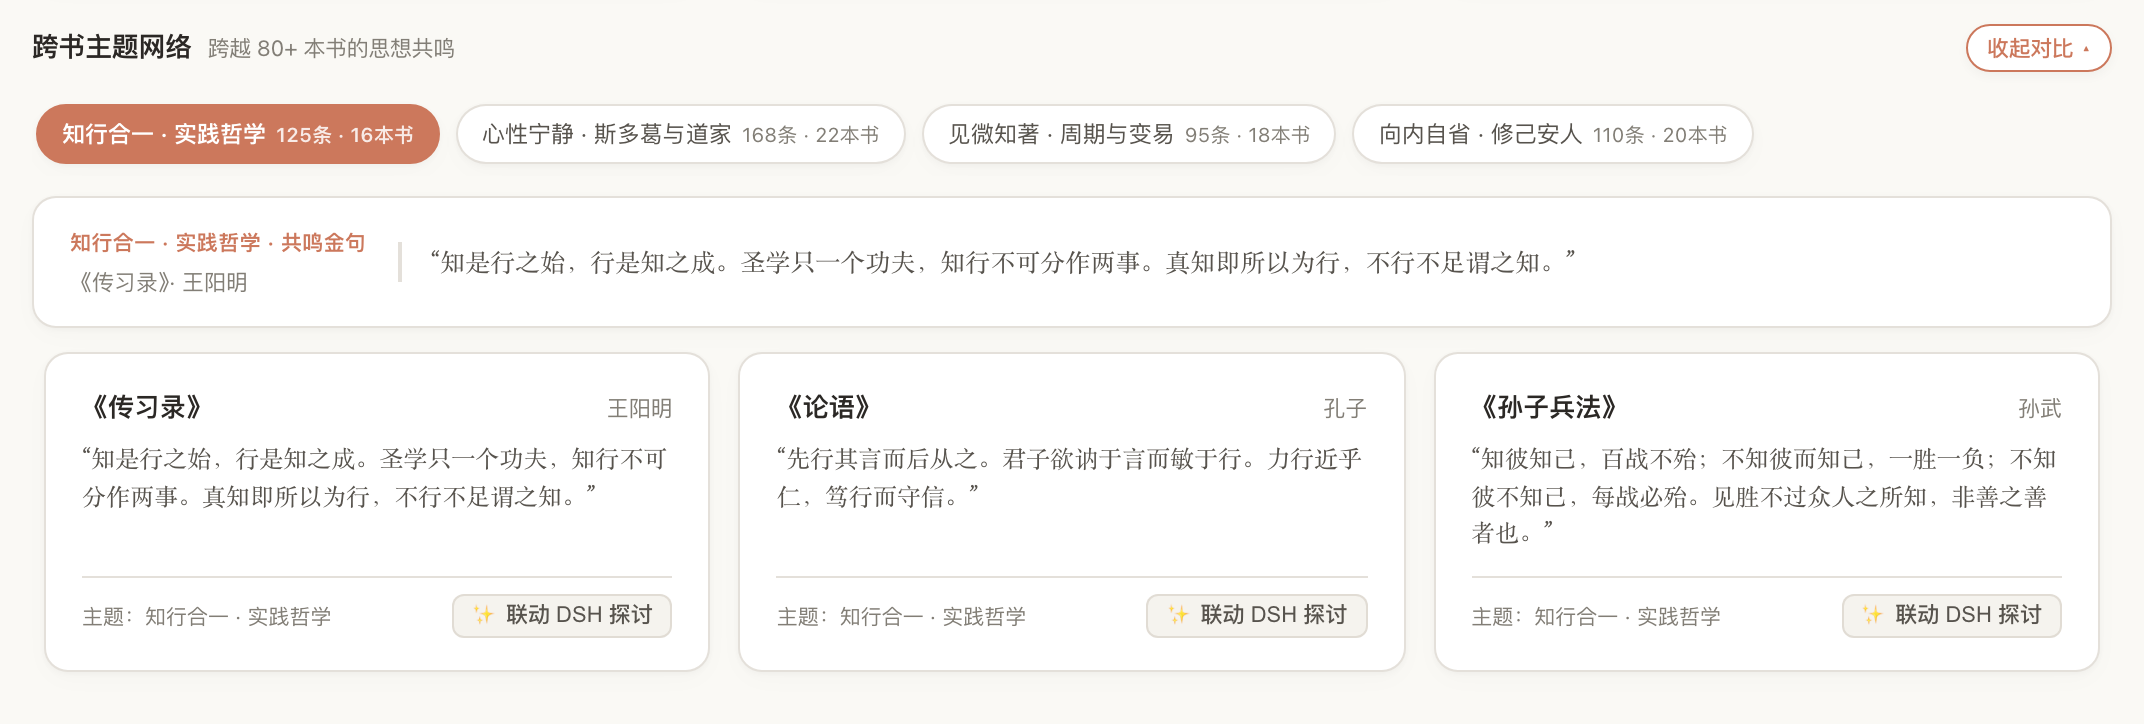 跨书主题网络 跨越 80+ 本书的思想共鸣
收起对比 ▲
知行合一 · 实践哲学 125条 · 16本书
心性宁静 · 斯多葛与道家 168条 · 22本书
见微知著 · 周期与变易 95条 · 18本书
向内自省 · 修己安人 110条 · 20本书
知行合一 · 实践哲学 · 共鸣金句
《传习录》· 王阳明
“知是行之始，行是知之成。圣学只一个功夫，知行不可分作两事。真知即所以为行，不行不足谓之知。”
《传习录》 王阳明
“知是行之始，行是知之成。圣学只一个功夫，知行不可
分作两事。真知即所以为行，不行不足谓之知。”
主题：知行合一 · 实践哲学
✨ 联动 DSH 探讨
《论语》 孔子
“先行其言而后从之。君子欲讷于言而敏于行。力行近乎
仁，笃行而守信。”
主题：知行合一 · 实践哲学
✨ 联动 DSH 探讨
《孙子兵法》 孙武
“知彼知己，百战不殆；不知彼而知己，一胜一负；不知
彼不知己，每战必殆。见胜不过众人之所知，非善之善
者也。”
主题：知行合一 · 实践哲学
✨ 联动 DSH 探讨